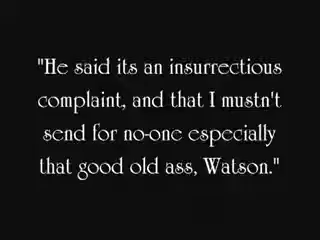 "He said its an insurrectious
complaint, and that I mustn't
send for no-one especially
that good old ass, Watson."